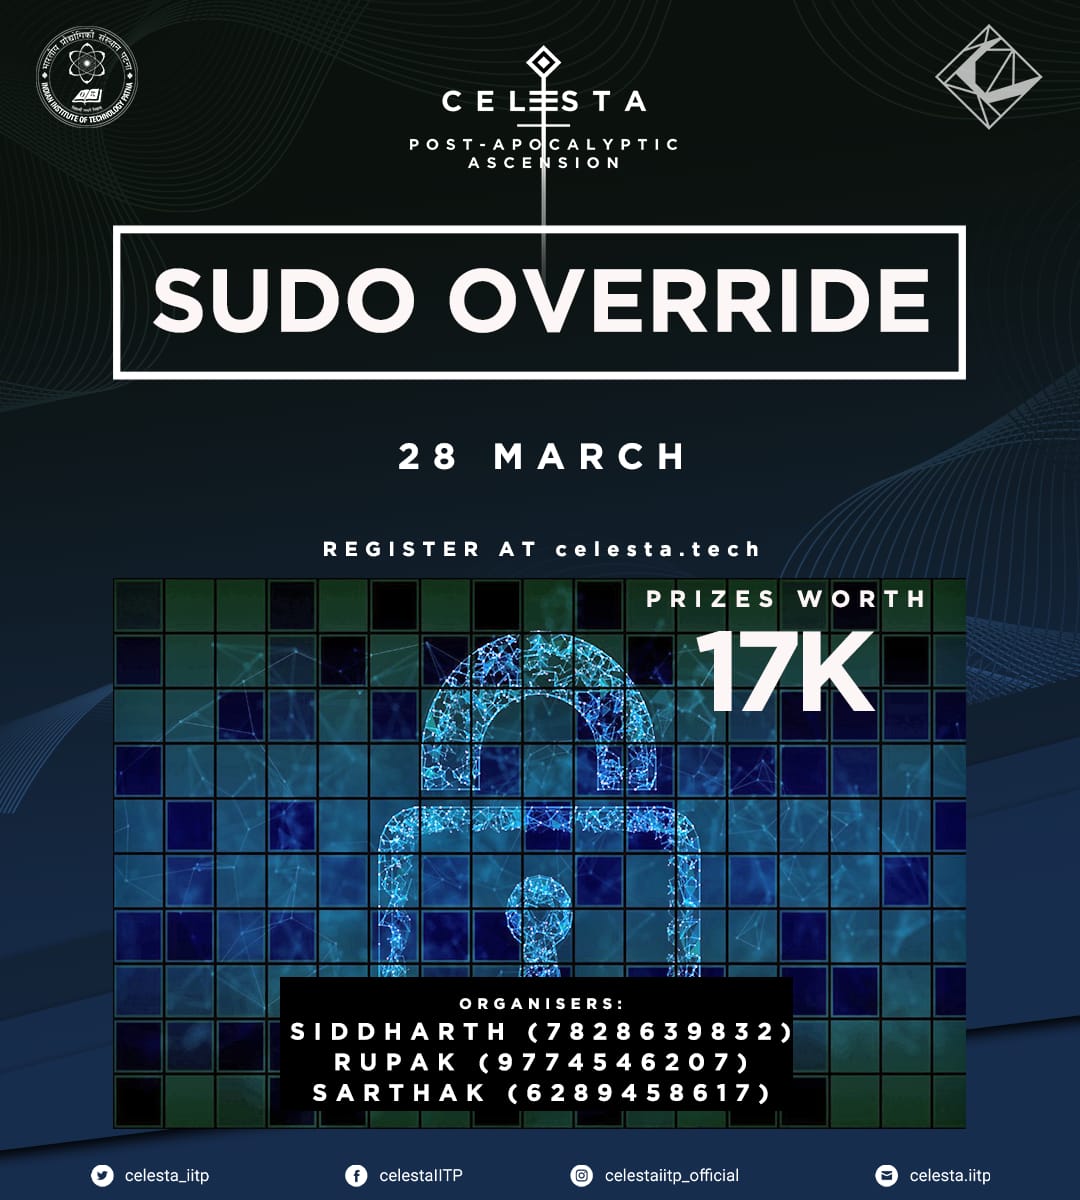 भारतीय प्रौद्योगिकी संस्थान पटना
INDIAN INSTITUTE OF TECHNOLOGY PATNA
CELESTA
POST-APOCALYPTIC
ASCENSION
SUDO OVERRIDE
28 MARCH
REGISTER AT celesta.tech
PRIZES WORTH
17K
ORGANISERS:
SIDDHARTH (7828639832)
RUPAK (9774546207)
SARTHAK (6289458617)
celesta_iitp
celestaIITP
celestaiitp_official
celesta.iitp